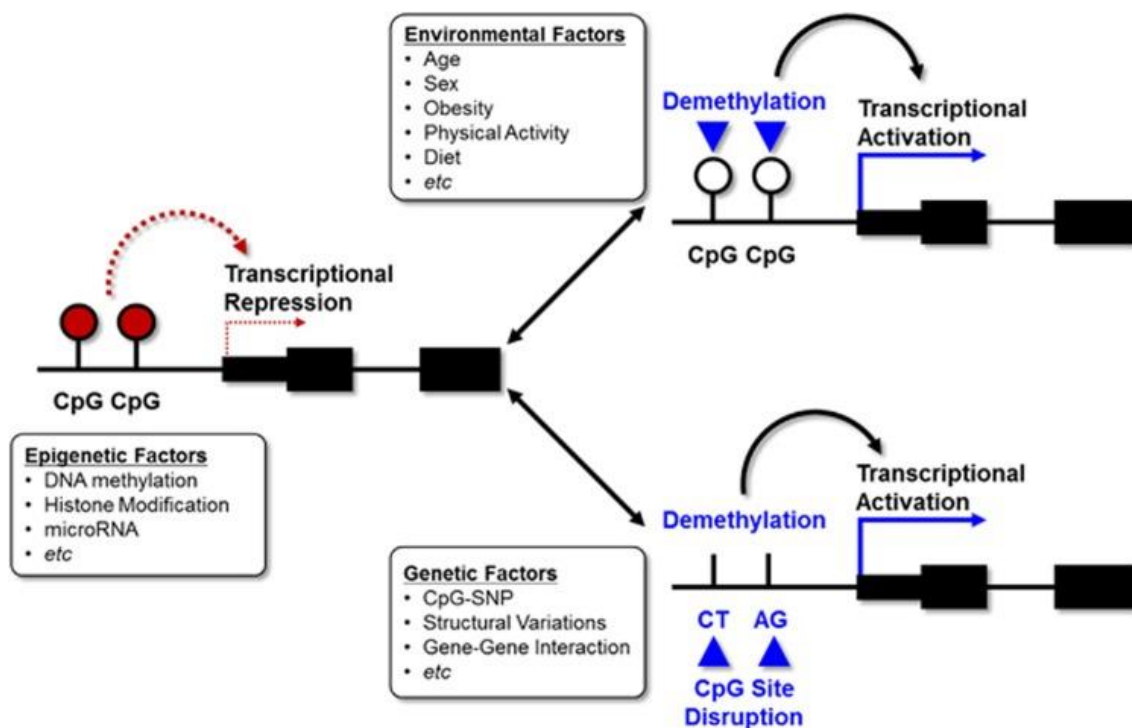 Environmental Factors
• Age
• Sex
• Obesity
• Physical Activity
• Diet
• etc
Demethylation
Transcriptional
Activation
CpG CpG
Transcriptional
Repression
CpG CpG
Epigenetic Factors
• DNA methylation
• Histone Modification
• microRNA
• etc
Genetic Factors
• CpG-SNP
• Structural Variations
• Gene-Gene Interaction
• etc
Demethylation
Transcriptional
Activation
CT AG
CpG Site
Disruption